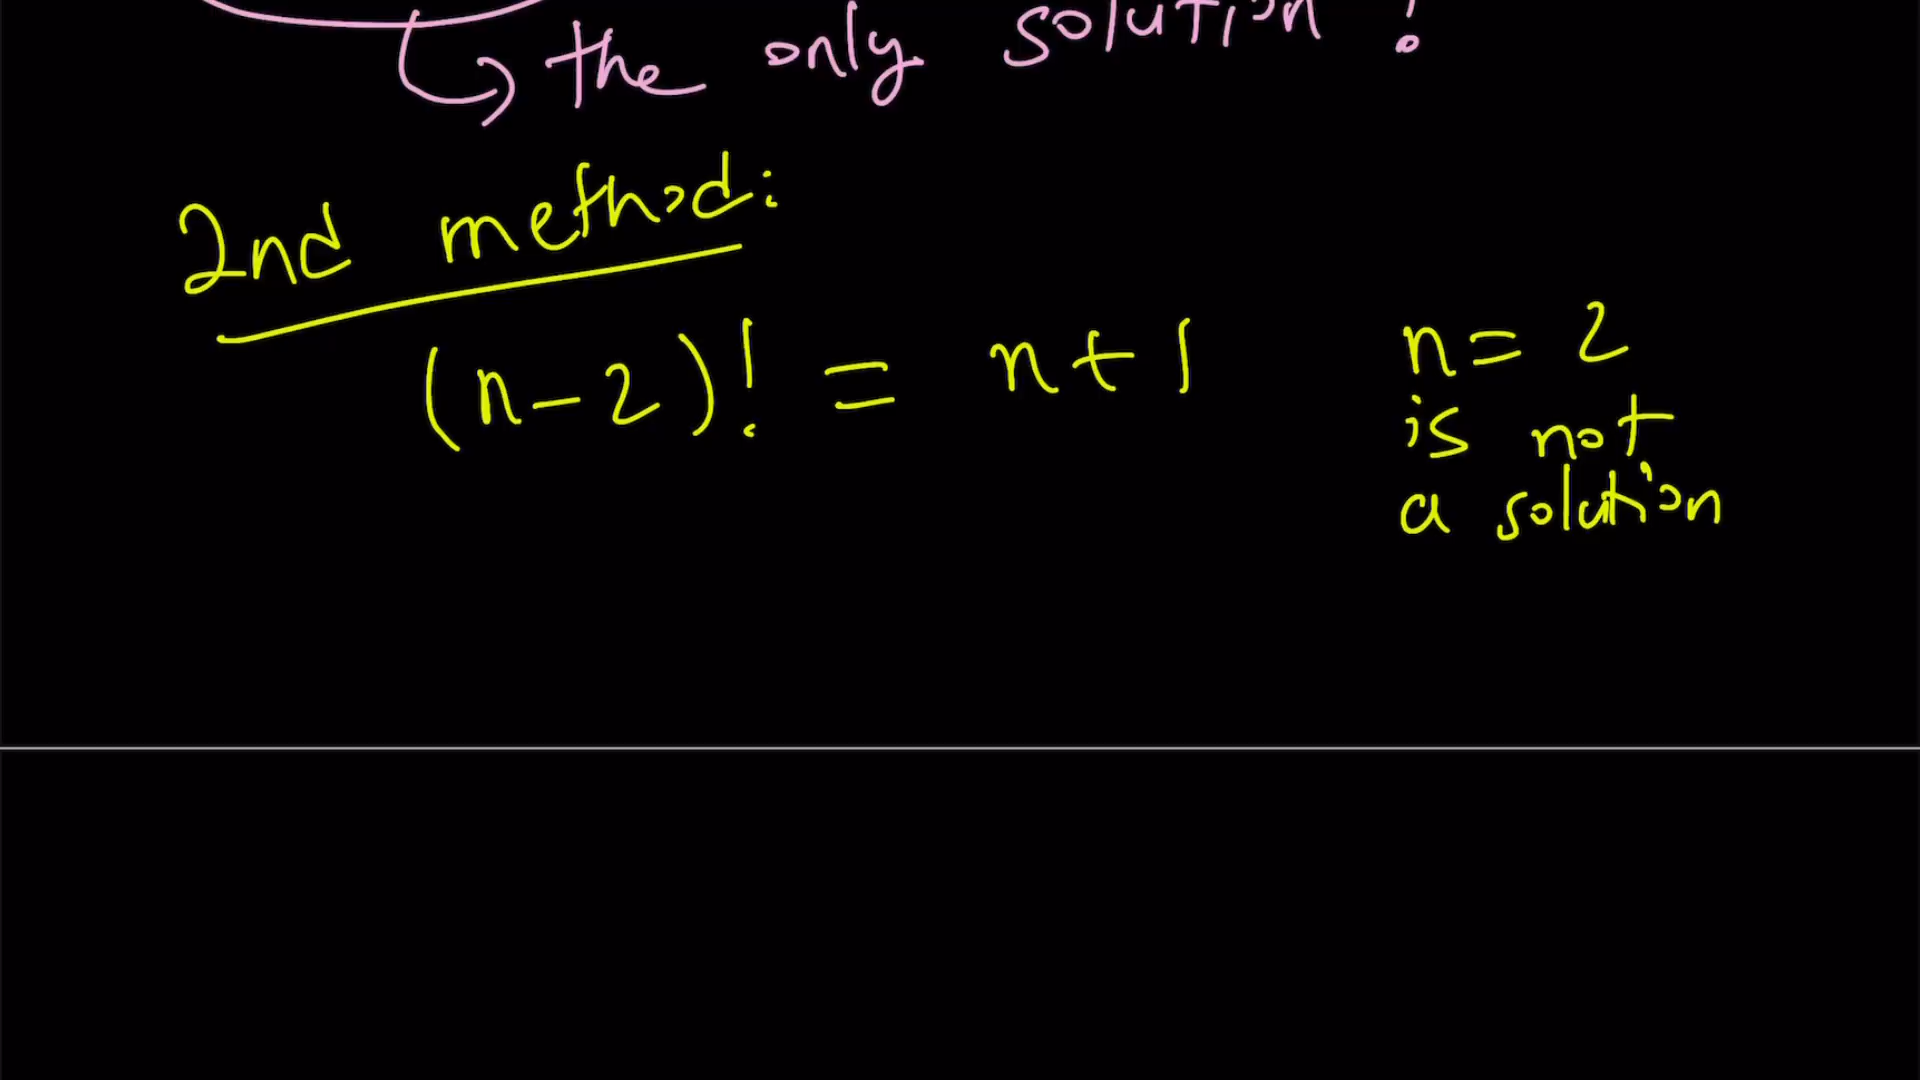 the only solution!
2nd method:
(n-2)! = n+1
n = 2
is not
a solution